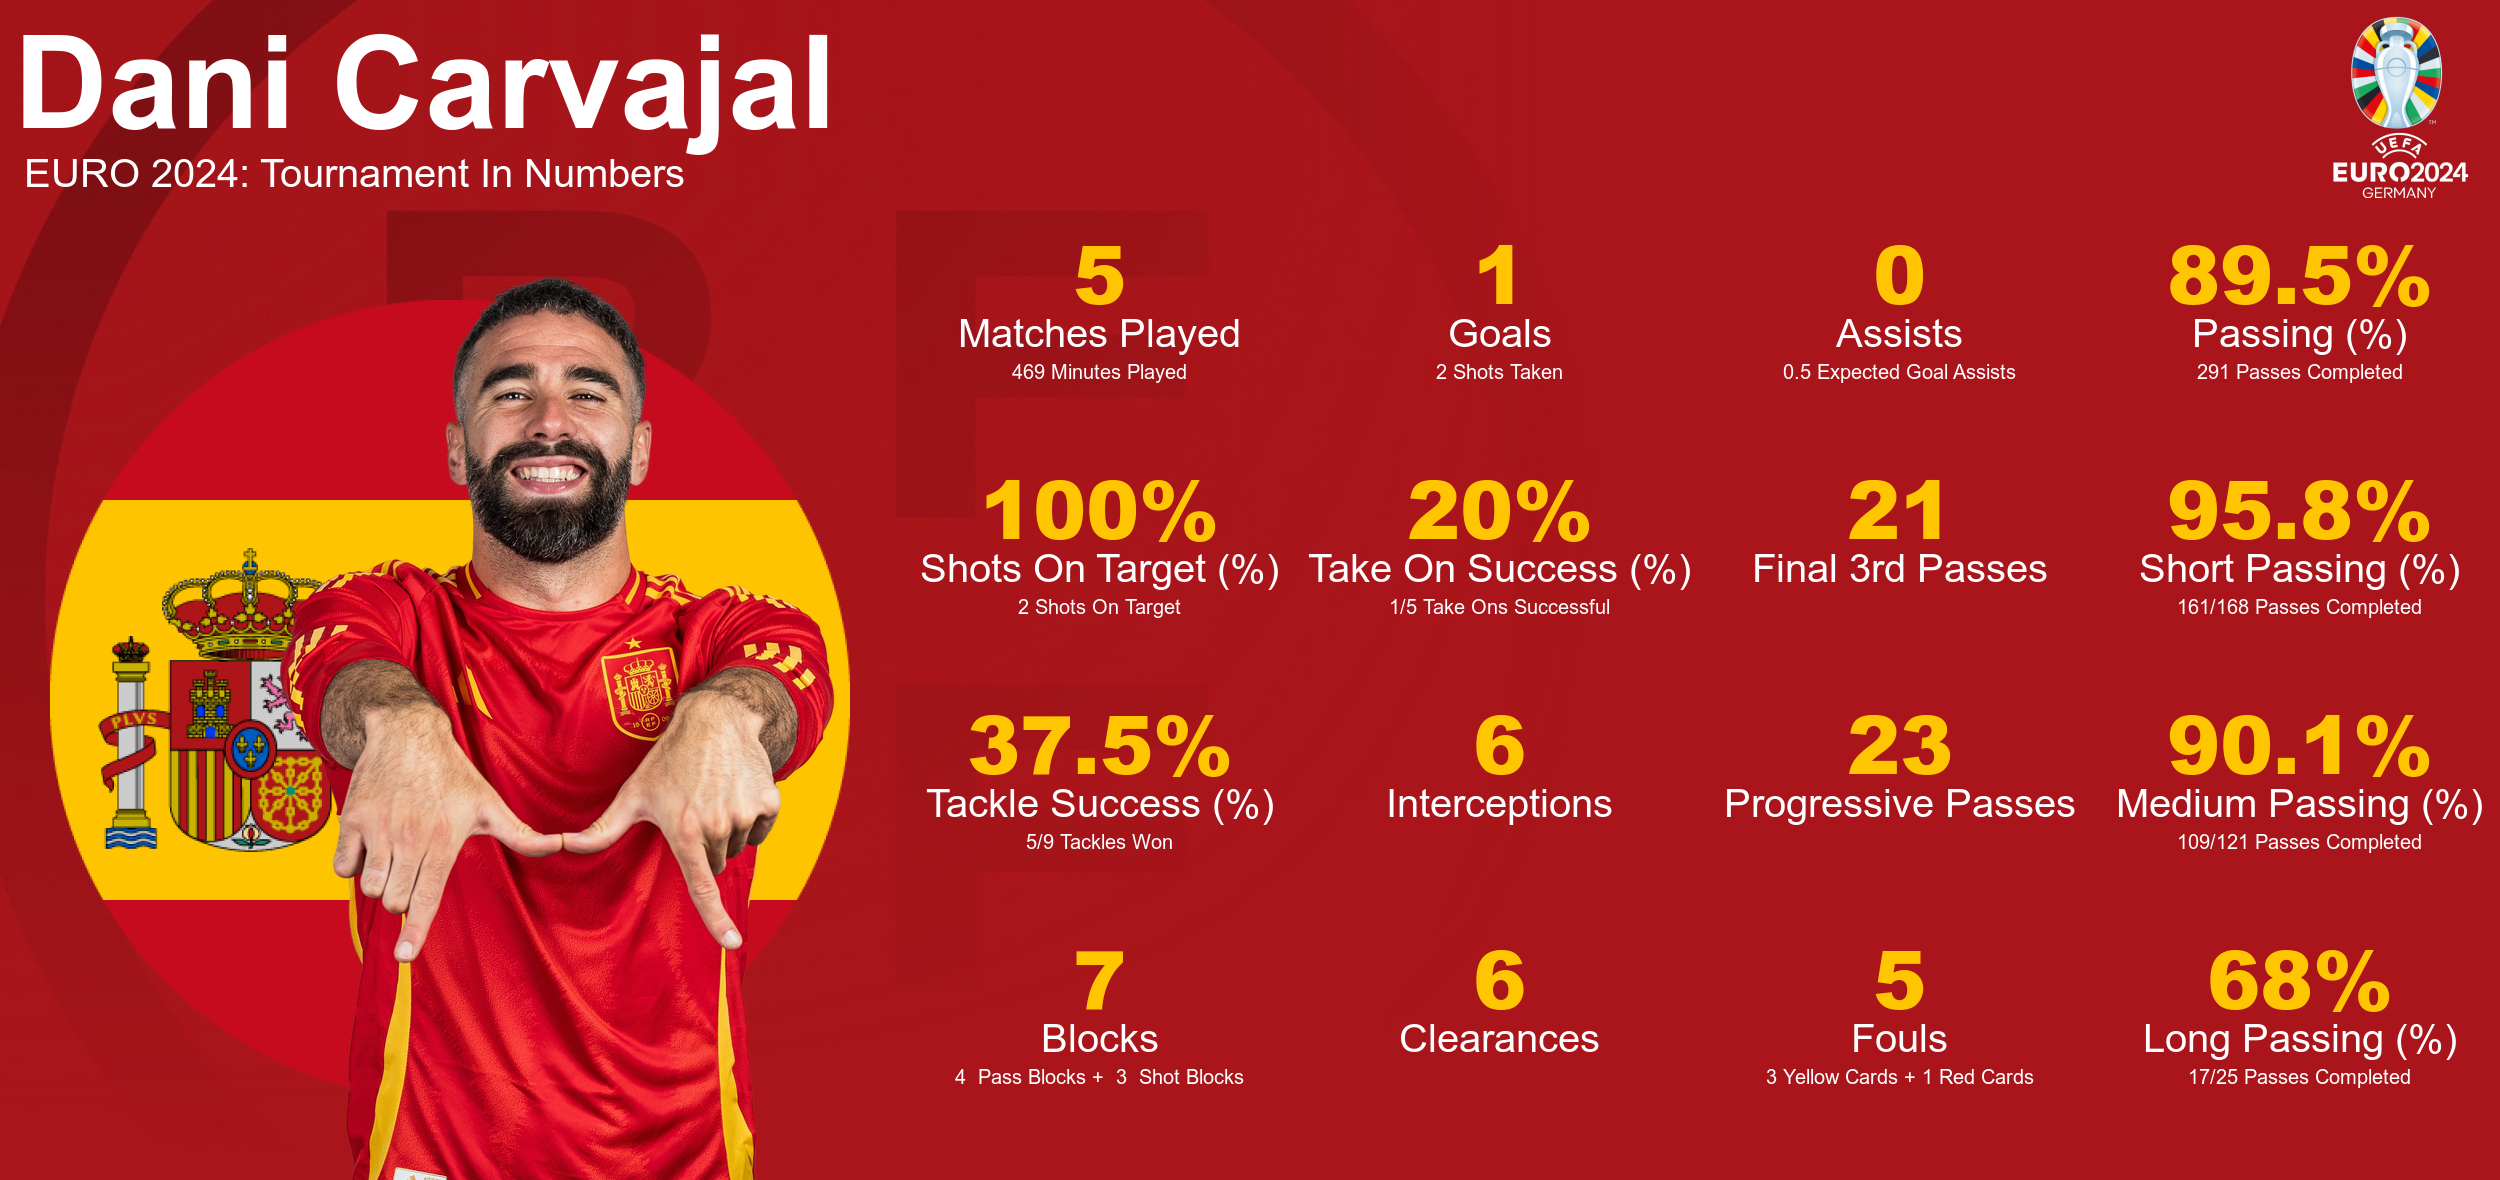 Dani Carvajal
EURO 2024: Tournament In Numbers
UEFA
EURO2024
GERMANY
5
Matches Played
469 Minutes Played
1
Goals
2 Shots Taken
0
Assists
0.5 Expected Goal Assists
89.5%
Passing (%)
291 Passes Completed
100%
Shots On Target (%)
2 Shots On Target
20%
Take On Success (%)
1/5 Take Ons Successful
21
Final 3rd Passes
95.8%
Short Passing (%)
161/168 Passes Completed
37.5%
Tackle Success (%)
5/9 Tackles Won
6
Interceptions
23
Progressive Passes
90.1%
Medium Passing (%)
109/121 Passes Completed
7
Blocks
4 Pass Blocks + 3 Shot Blocks
6
Clearances
5
Fouls
3 Yellow Cards + 1 Red Cards
68%
Long Passing (%)
17/25 Passes Completed
PLVS